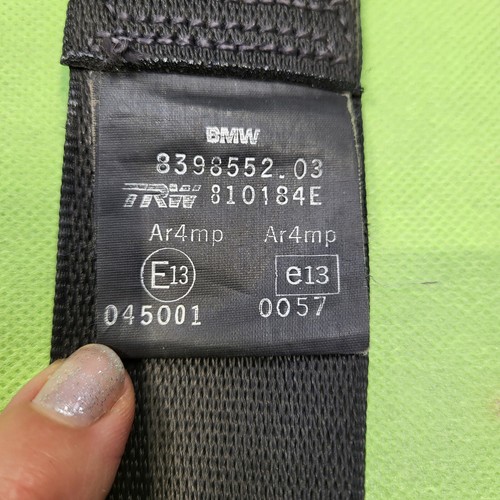 BMW
8398552.03
TRW 810184E
Ar4mp Ar4mp
E13 e13
045001 0057